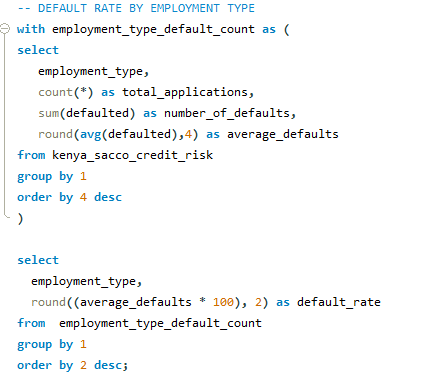 -- DEFAULT RATE BY EMPLOYMENT TYPE
with employment_type_default_count as (
select
employment_type,
count(*) as total_applications,
sum(defaulted) as number_of_defaults,
round(avg(defaulted),4) as average_defaults
from kenya_sacco_credit_risk
group by 1
order by 4 desc
)
select
employment_type,
round((average_defaults * 100), 2) as default_rate
from  employment_type_default_count
group by 1
order by 2 desc;